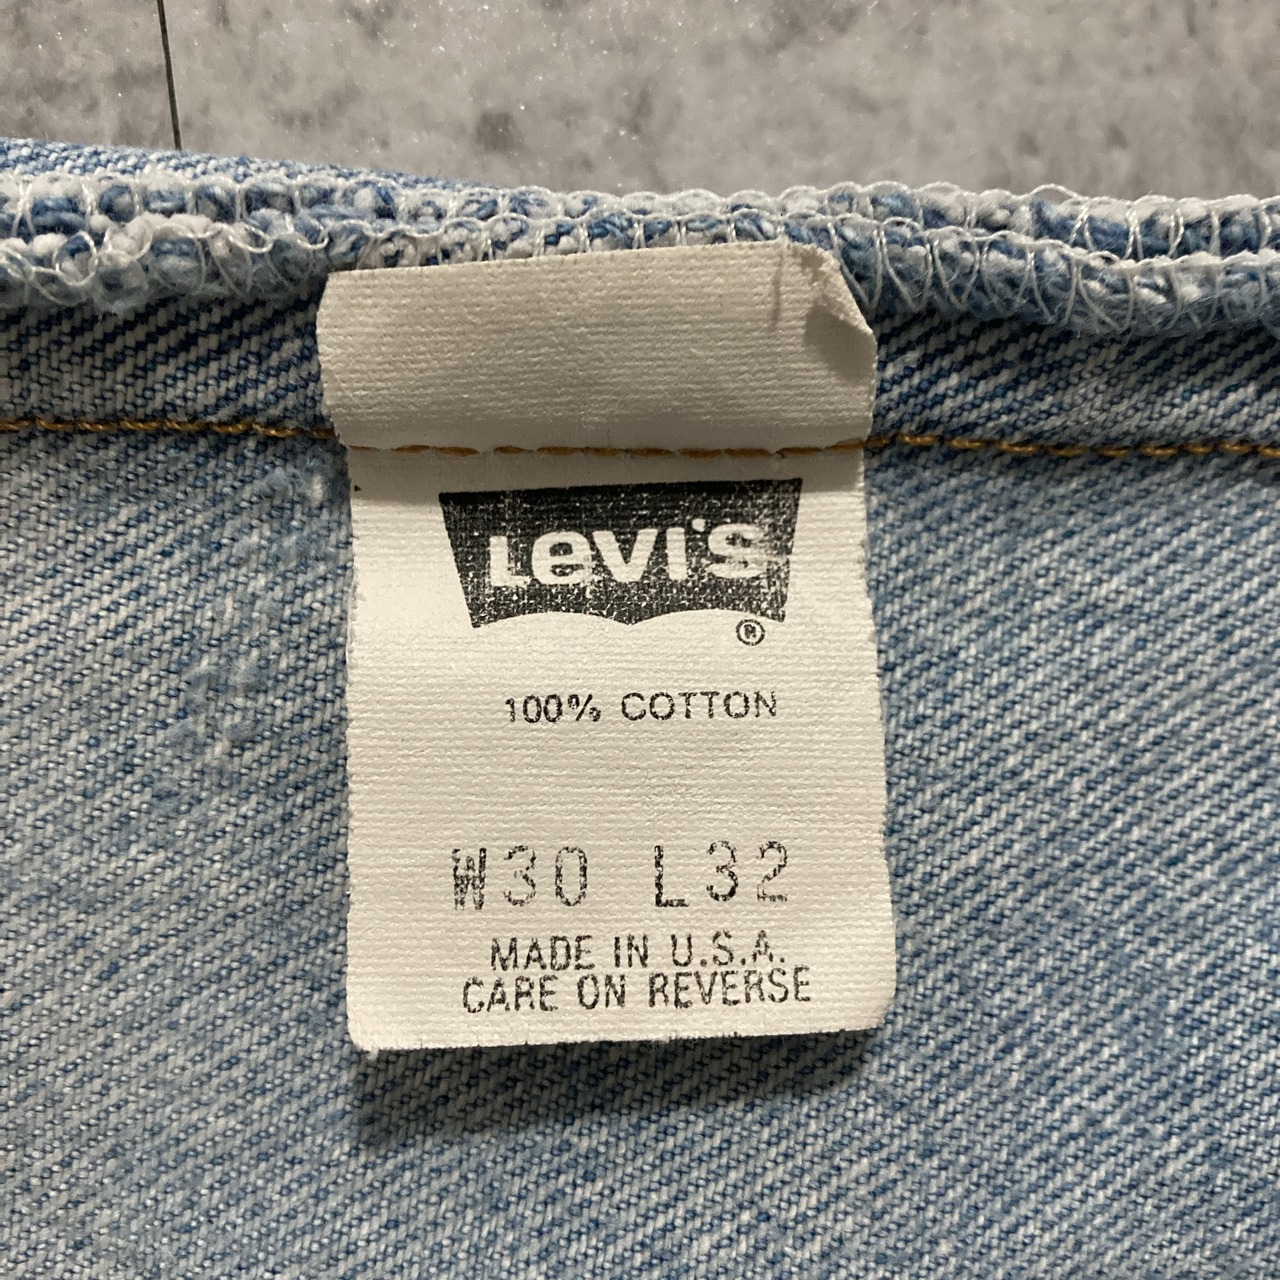 Levi's
®
100% COTTON
W30 L32
MADE IN U.S.A.
CARE ON REVERSE